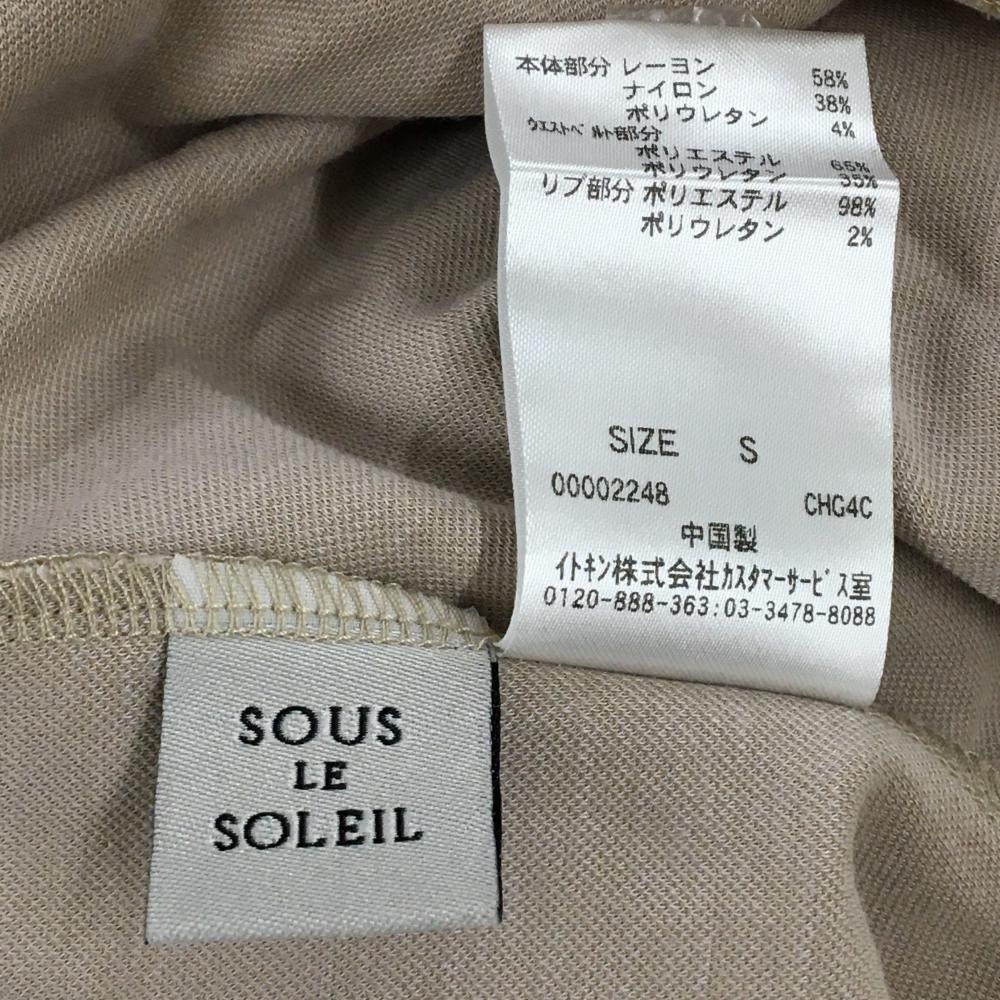 本体部分 レーヨン 58%
ナイロン 38%
ポリウレタン 4%
ウエストベルト部分
ポリエステル 65%
ポリウレタン 35%
リブ部分 ポリエステル 98%
ポリウレタン 2%
SIZE S
00002248 CHG4C
中国製
イトキン株式会社カスタマーサービス室
0120-888-363:03-3478-8088
SOUS
LE
SOLEIL